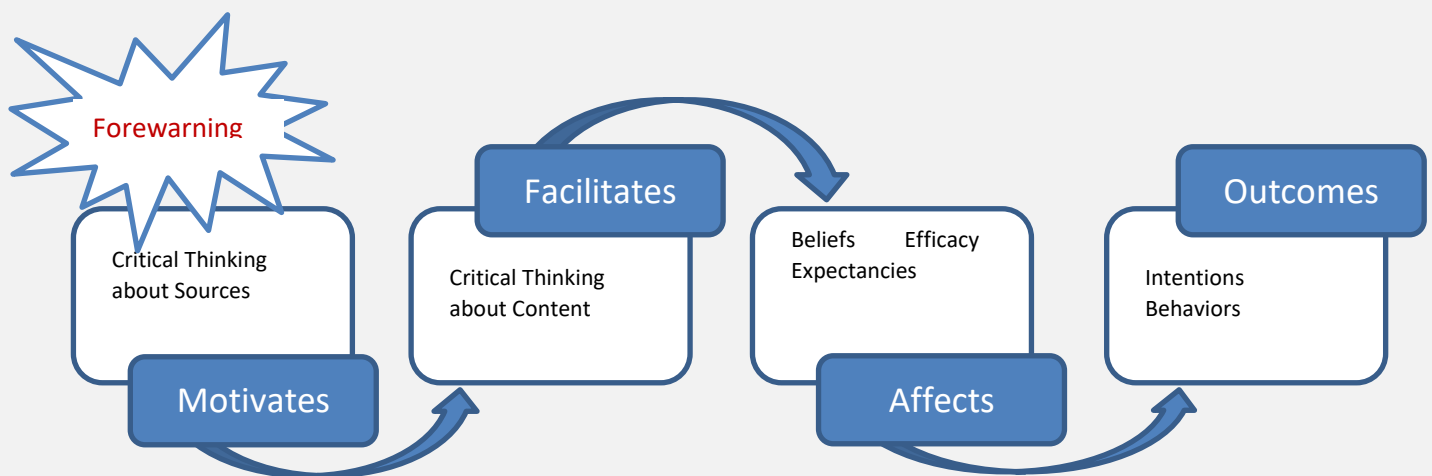 Forewarning
Critical Thinking
about Sources
Motivates
Facilitates
Critical Thinking
about Content
Beliefs Efficacy
Expectancies
Affects
Outcomes
Intentions
Behaviors